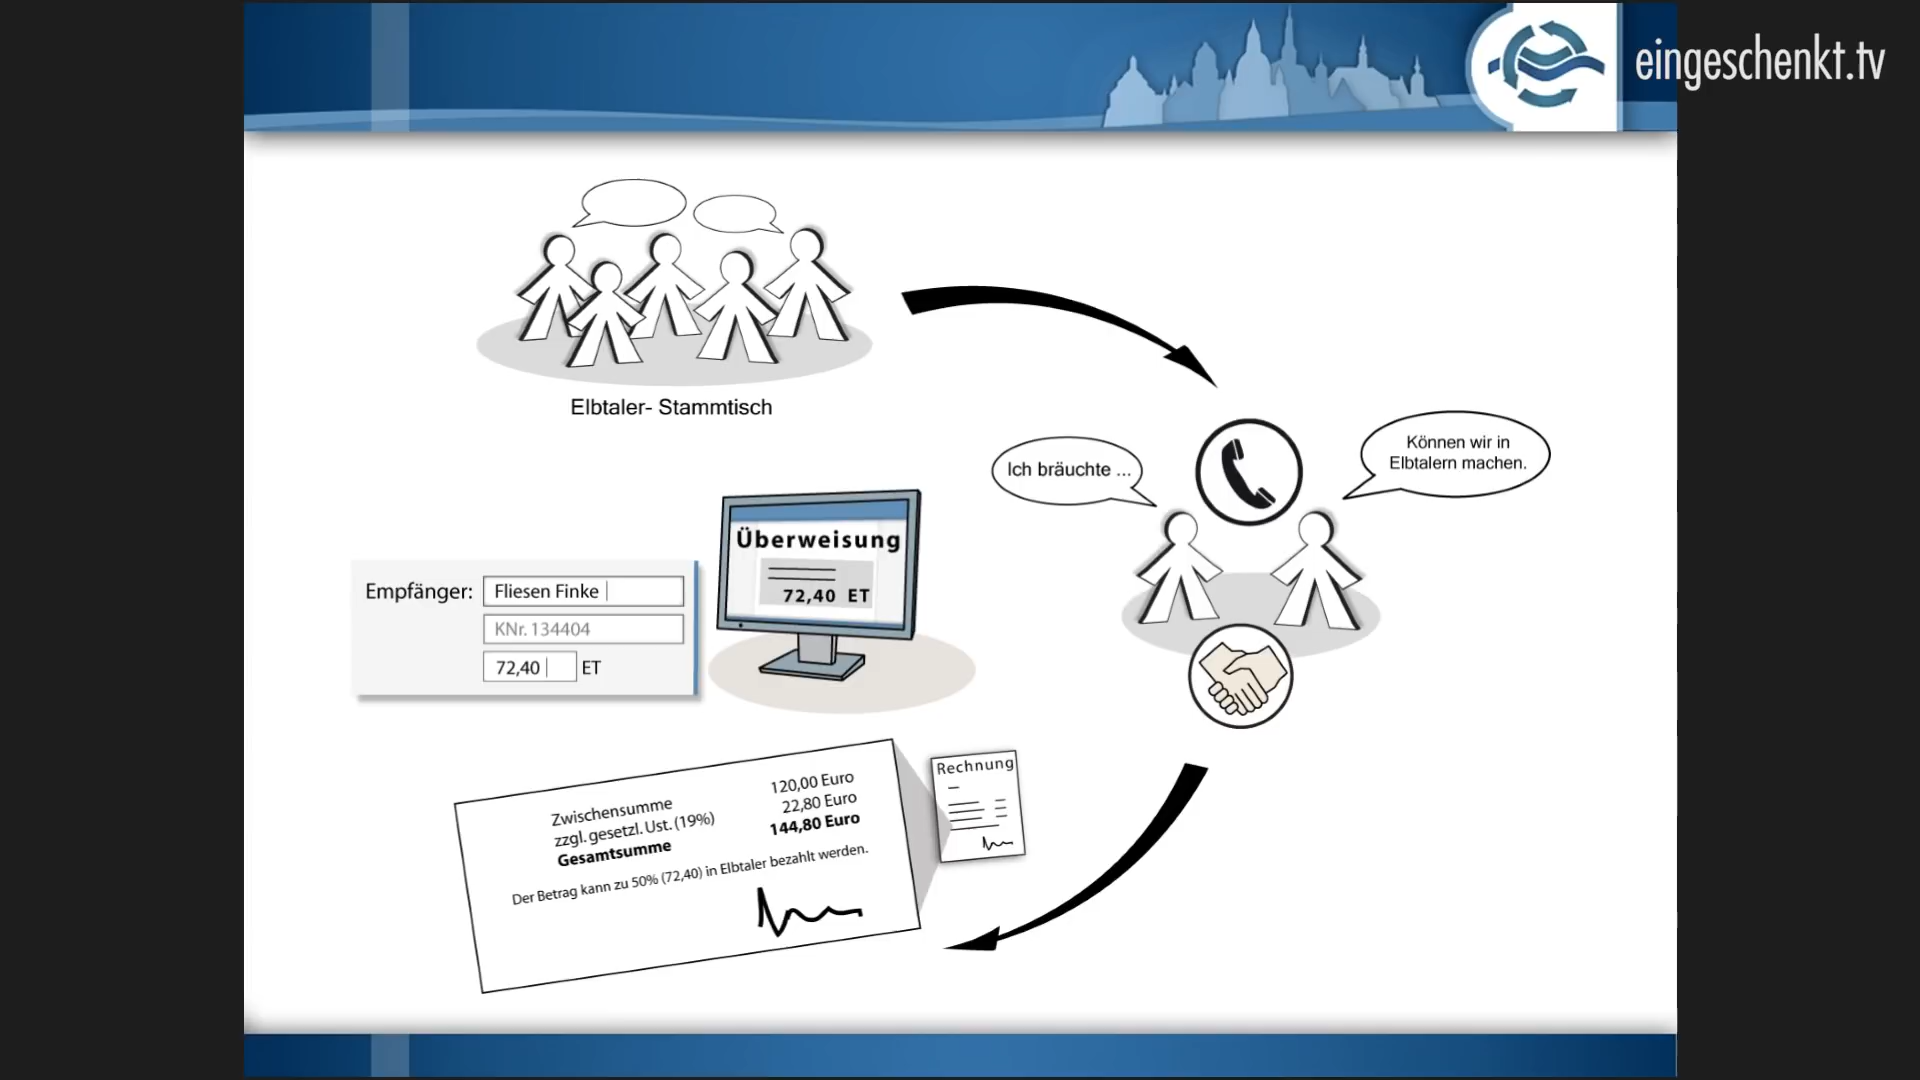 eingeschenkt.tv
Elbtaler- Stammtisch
Ich bräuchte ...
Können wir in
Elbtalern machen.
Überweisung
72,40 ET
Empfänger: Fliesen Finke
KNr. 134404
72,40 ET
Rechnung
Zwischensumme 120,00 Euro
zzgl. gesetzl. Ust. (19%) 22,80 Euro
Gesamtsumme 144,80 Euro
Der Betrag kann zu 50% (72,40) in Elbtaler bezahlt werden.